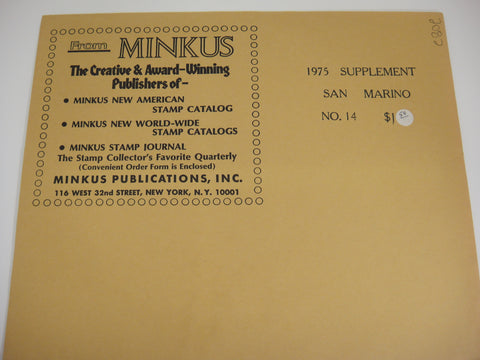 From MINKUS
The Creative & Award-Winning
Publishers of-
• MINKUS NEW AMERICAN
STAMP CATALOG
• MINKUS NEW WORLD-WIDE
STAMP CATALOGS
• MINKUS STAMP JOURNAL
The Stamp Collector's Favorite Quarterly
(Convenient Order Form is Enclosed)
MINKUS PUBLICATIONS, INC.
116 WEST 32nd STREET, NEW YORK, N.Y. 10001
1975 SUPPLEMENT
SAN MARINO
NO. 14 $1